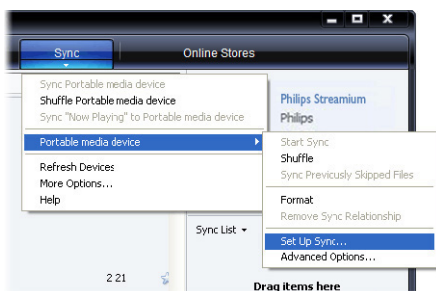 Sync
Online Stores
Sync Portable media device
Shuffle Portable media device
Sync "Now Playing" to Portable media device
Portable media device
Refresh Devices
More Options...
Help
Philips Streamium
Philips
Start Sync
Shuffle
Sync Previously Skipped Files
Format
Remove Sync Relationship
Set Up Sync...
Advanced Options...
Sync List
2 21
Drag items here